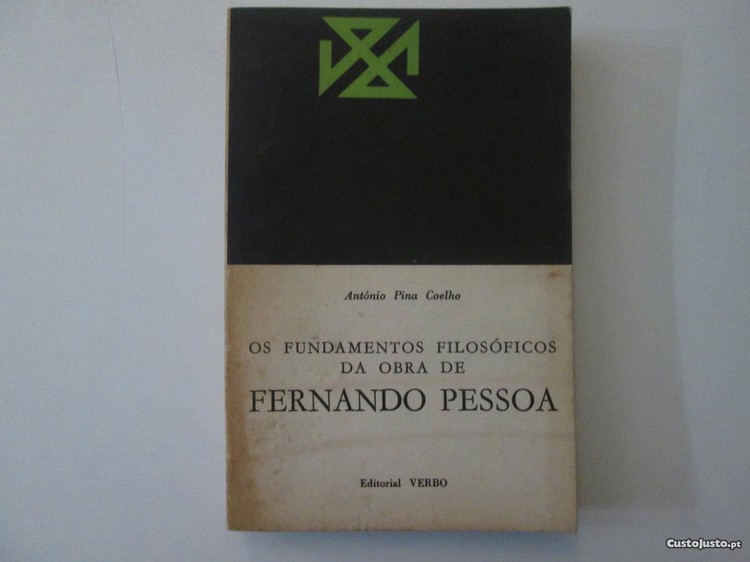 António Pina Coelho
OS FUNDAMENTOS FILOSÓFICOS
DA OBRA DE
FERNANDO PESSOA
Editorial VERBO
CustoJusto.pt